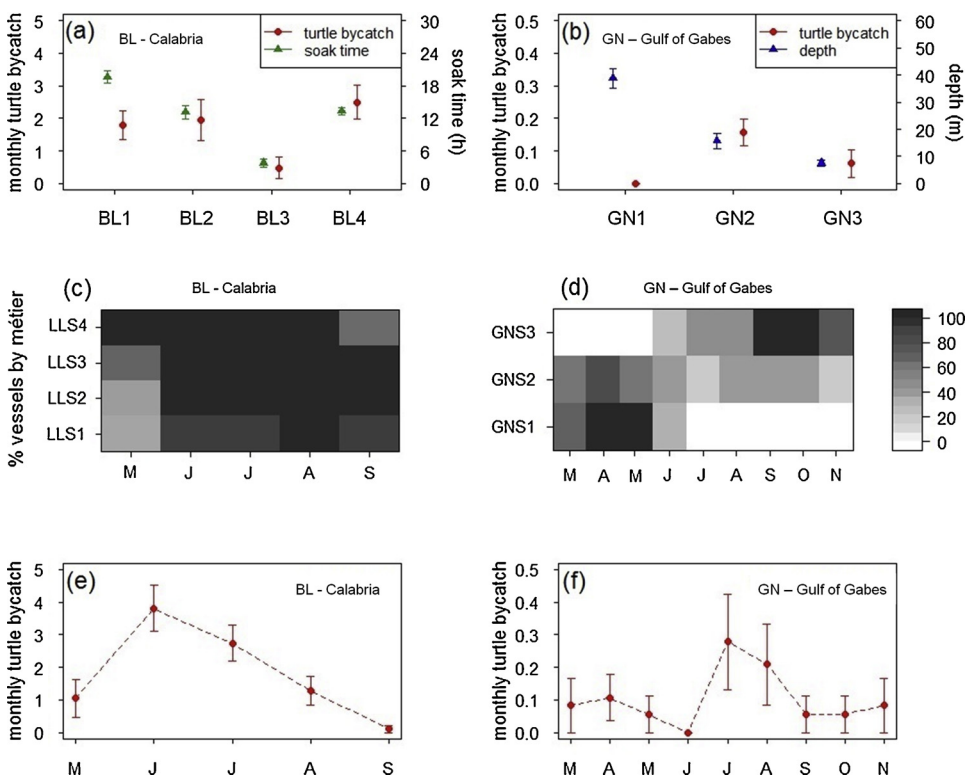 (a)
BL - Calabria
turtle bycatch
soak time
monthly turtle bycatch
5
4
3
2
1
0
30
24
18
12
6
0
soak time (h)
BL1 BL2 BL3 BL4
(b)
GN – Gulf of Gabes
turtle bycatch
depth
monthly turtle bycatch
0.5
0.4
0.3
0.2
0.1
0.0
60
50
40
30
20
10
0
depth (m)
GN1 GN2 GN3
(c)
BL - Calabria
% vessels by métier
LLS4
LLS3
LLS2
LLS1
M J J A S
(d)
GN – Gulf of Gabes
GNS3
GNS2
GNS1
M A M J J A S O N
100
80
60
40
20
0
(e)
BL - Calabria
monthly turtle bycatch
5
4
3
2
1
0
M J J A S
(f)
GN – Gulf of Gabes
monthly turtle bycatch
0.5
0.4
0.3
0.2
0.1
0.0
M A M J J A S O N